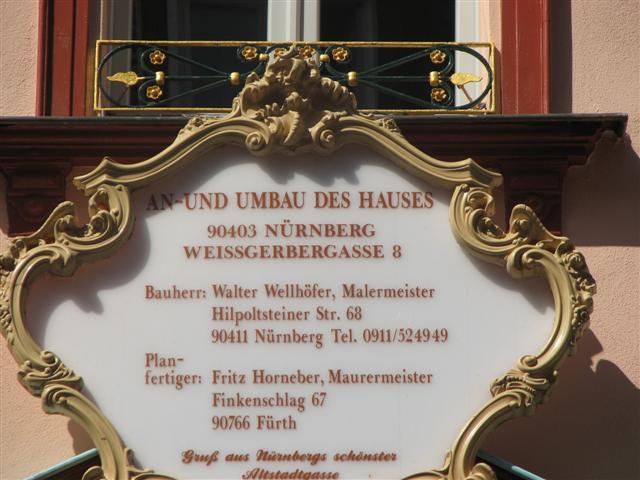 AN-UND UMBAU DES HAUSES
90403 NÜRNBERG
WEISSGERBERGASSE 8
Bauherr: Walter Wellhöfer, Malermeister
Hilpoltsteiner Str. 68
90411 Nürnberg Tel. 0911/524949
Plan-
fertiger: Fritz Horneber, Maurermeister
Finkenschlag 67
90766 Fürth
Gruß aus Nürnbergs schönster
Altstadtgasse